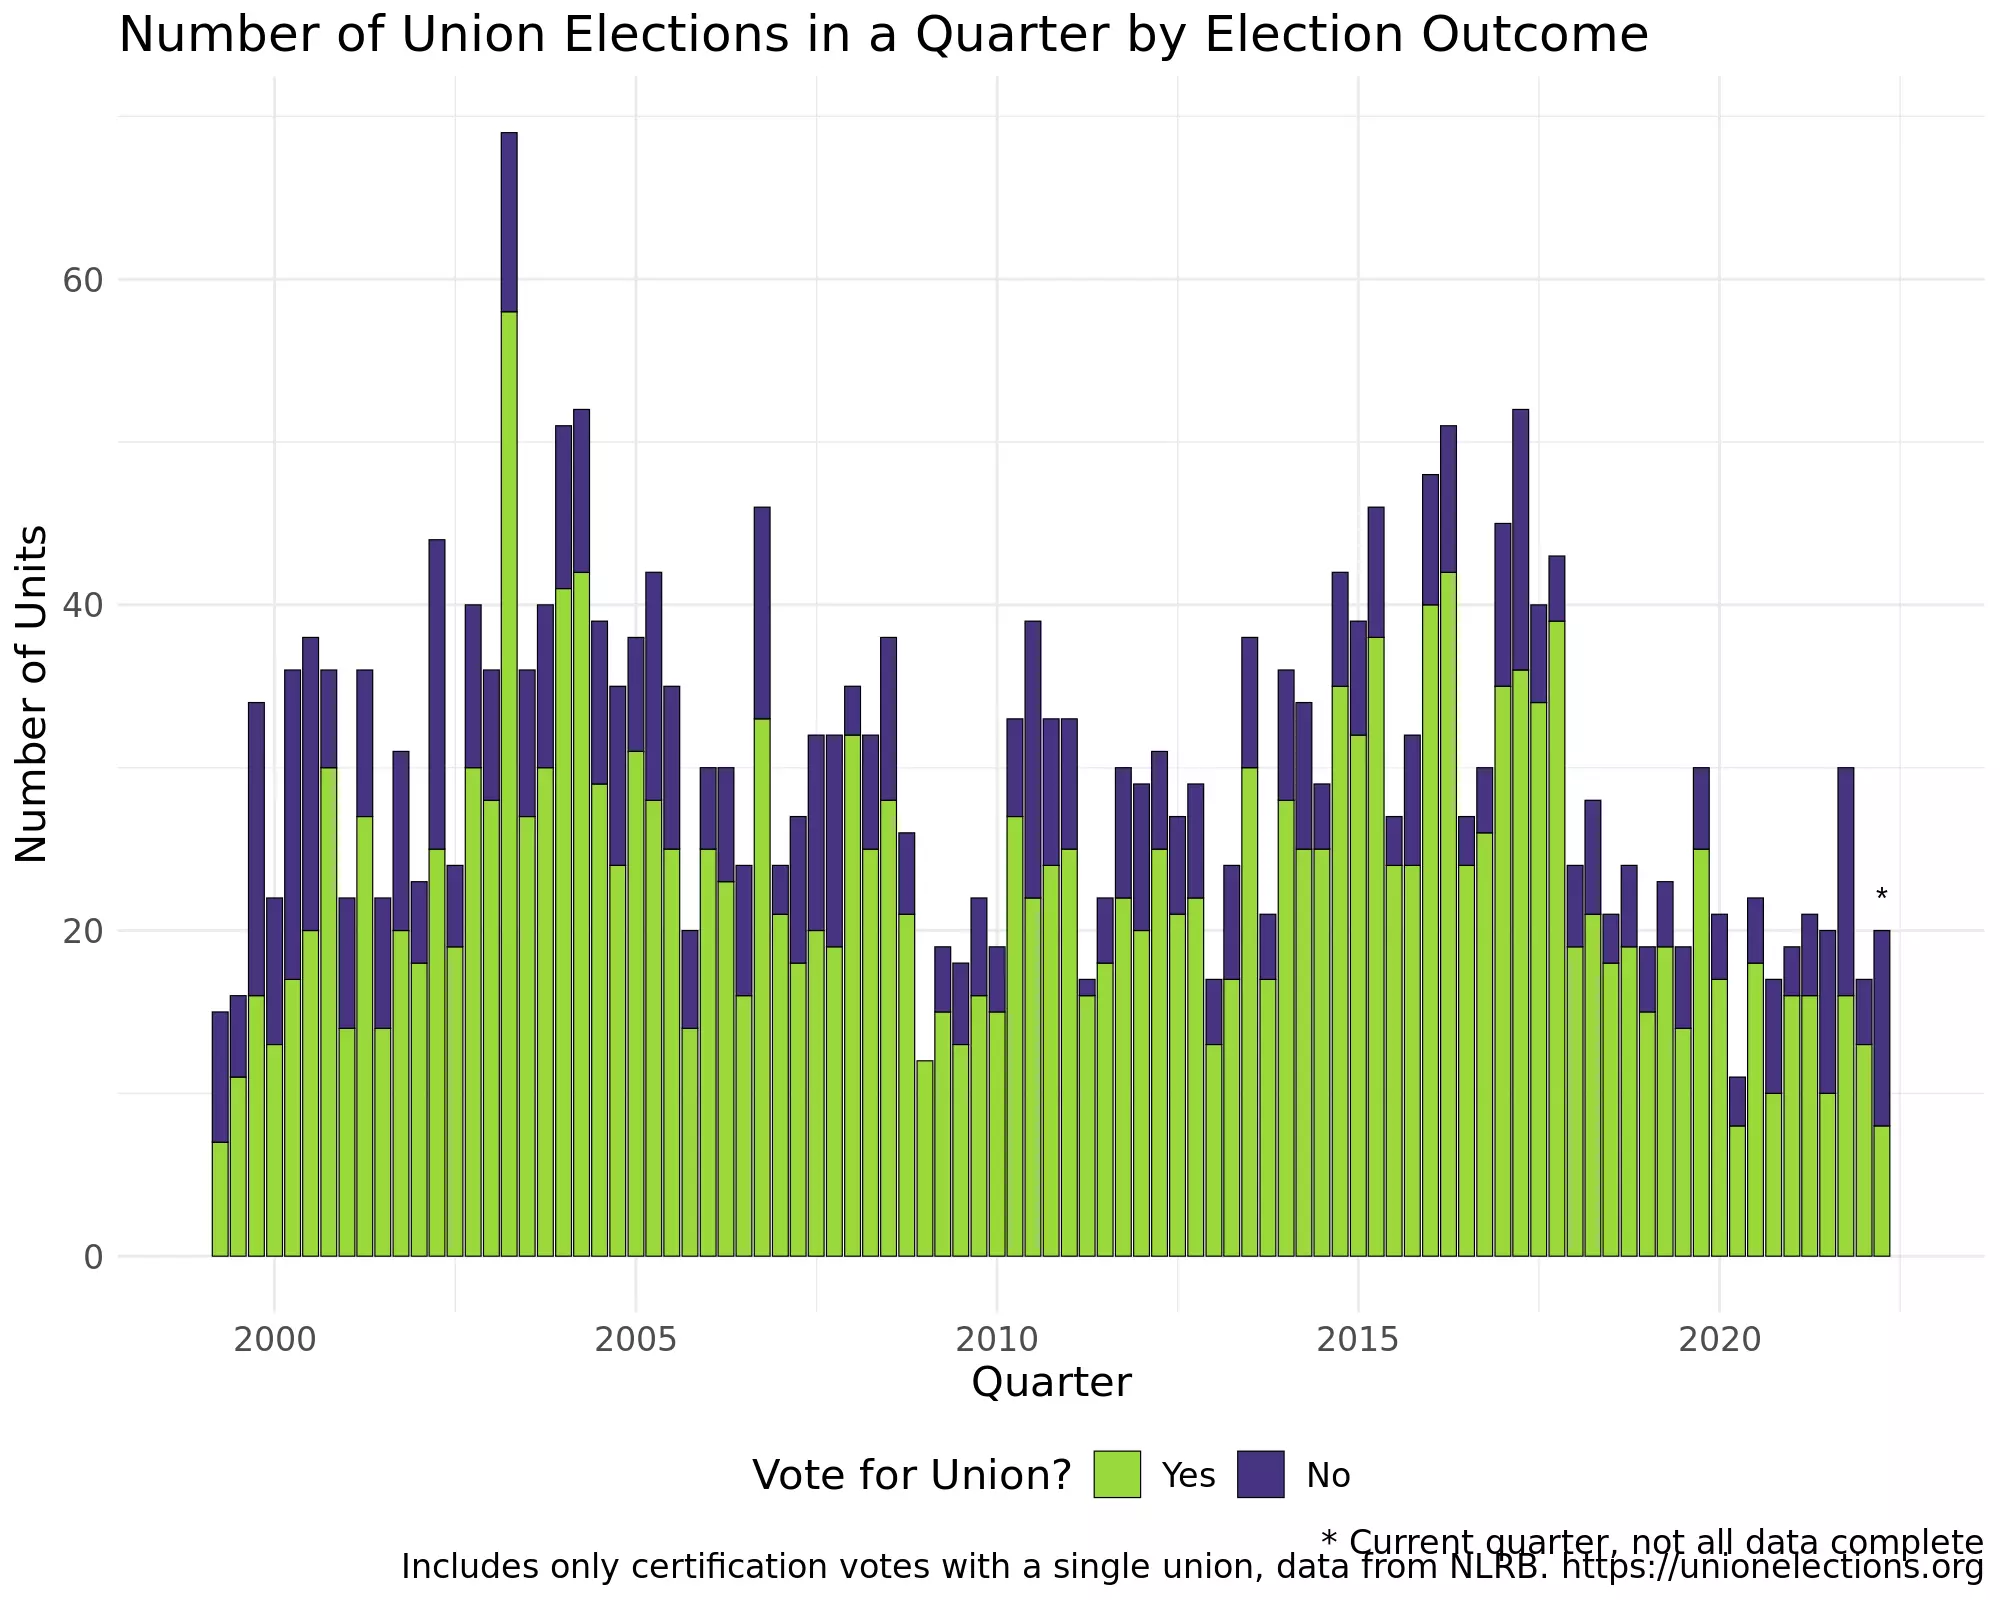 Number of Union Elections in a Quarter by Election Outcome
Number of Units
60
40
20
0
*
2000 2005 2010 2015 2020
Quarter
Vote for Union? Yes No
* Current quarter, not all data complete
Includes only certification votes with a single union, data from NLRB. https://unionelections.org